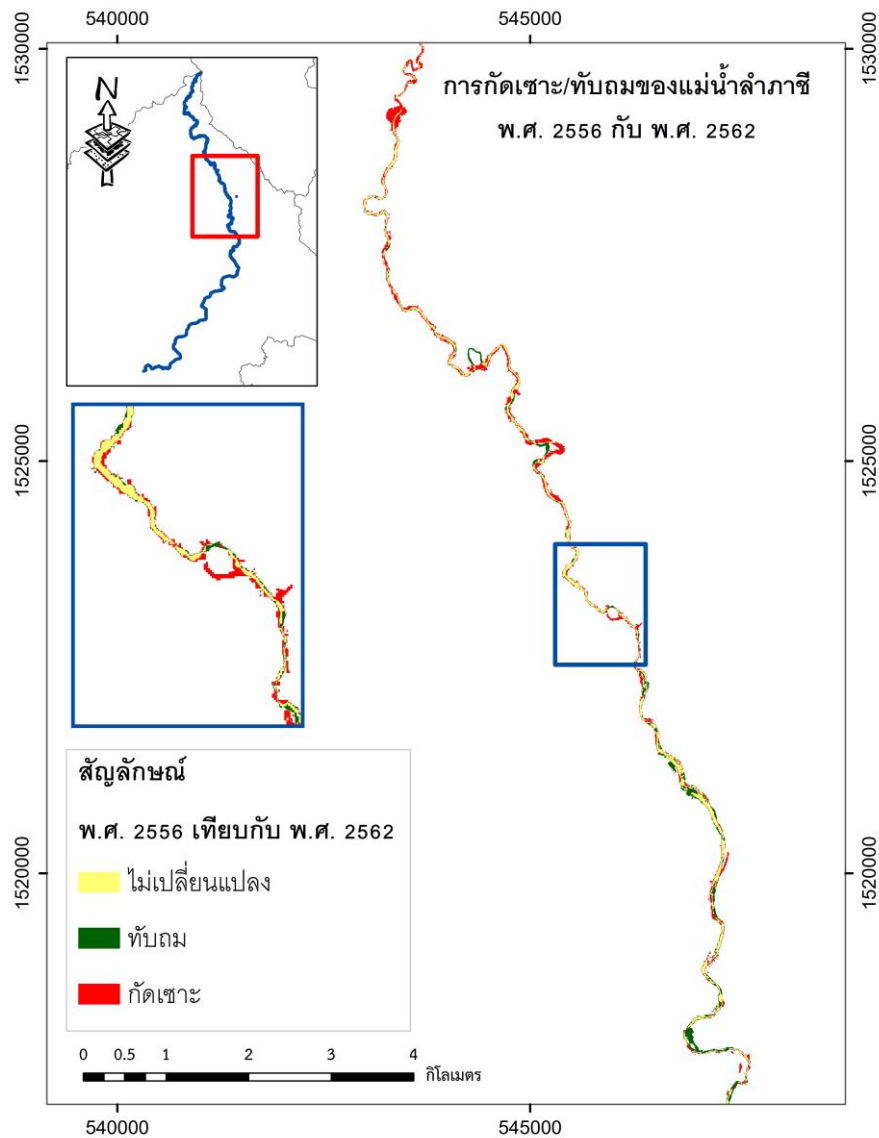 540000 545000
1530000 1530000
N
การกัดเซาะ/ทับถมของแม่น้ำลำภาชี
พ.ศ. 2556 กับ พ.ศ. 2562
1525000 1525000
สัญลักษณ์
พ.ศ. 2556 เทียบกับ พ.ศ. 2562
ไม่เปลี่ยนแปลง
1520000 1520000
ทับถม
กัดเซาะ
0 0.5 1 2 3 4
กิโลเมตร
540000 545000